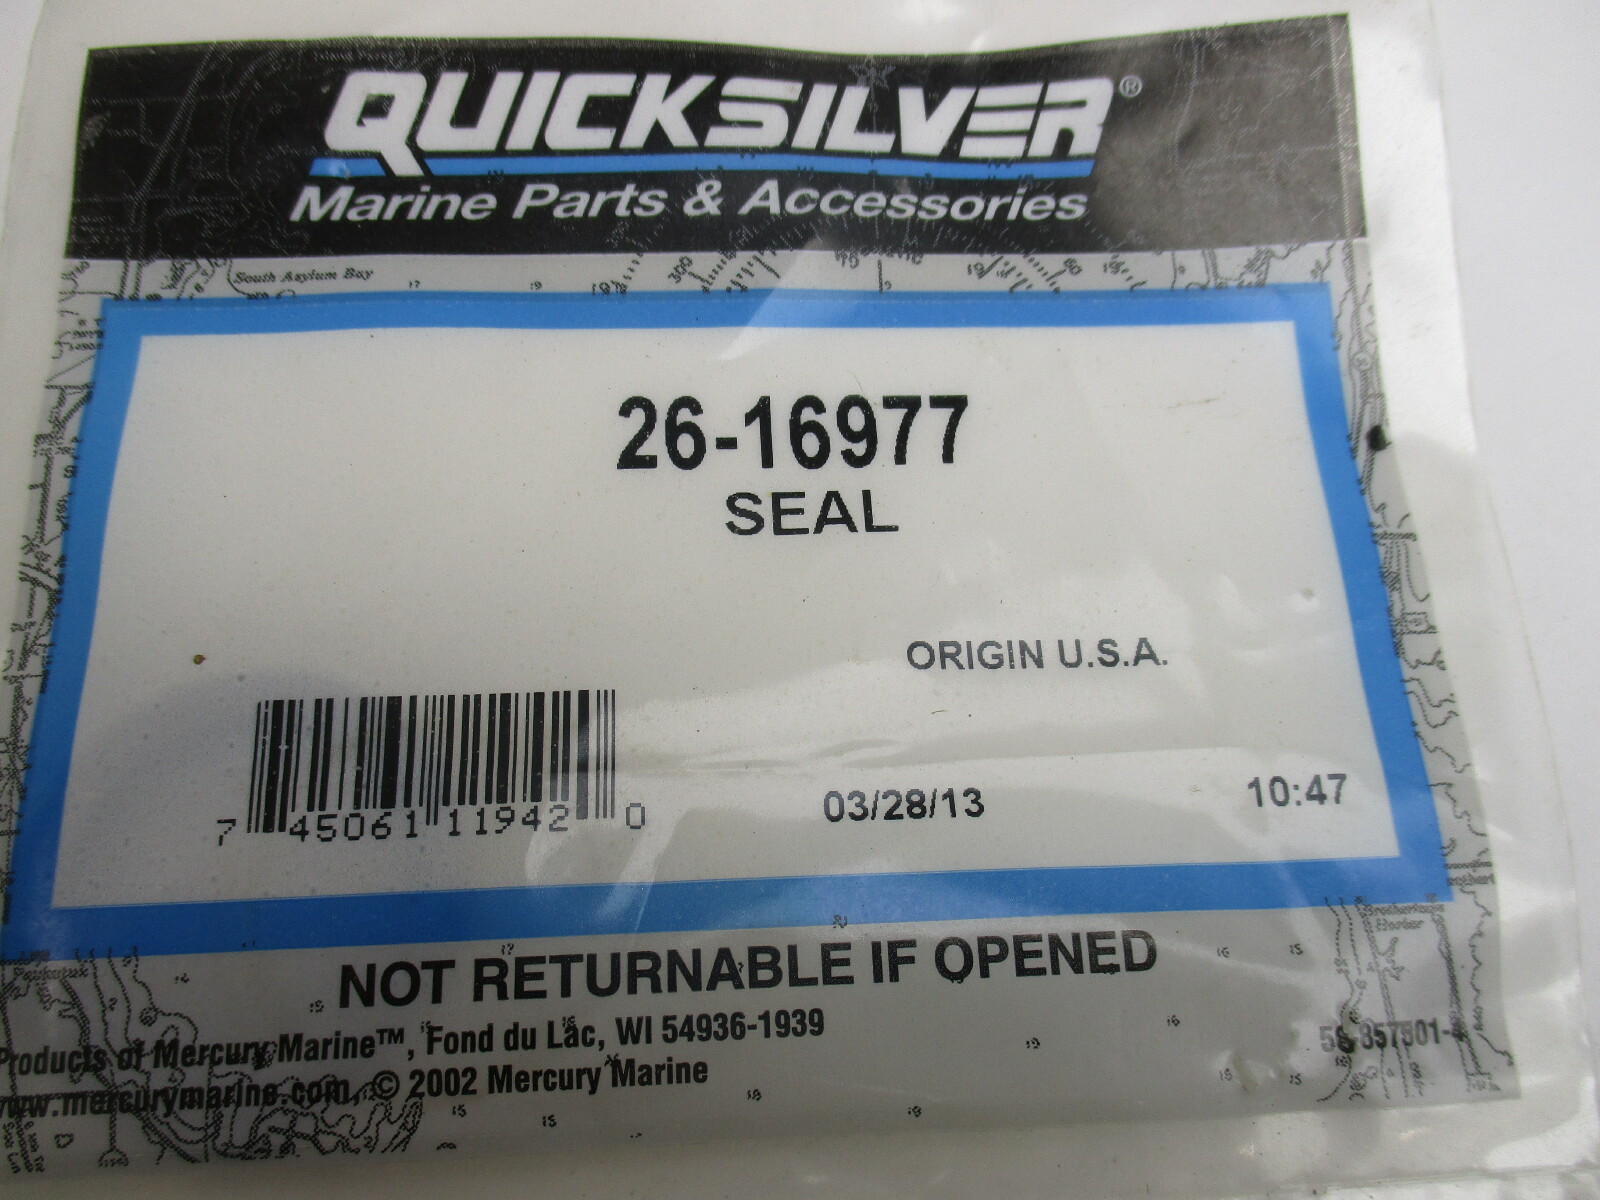 QUICKSILVER®
Marine Parts & Accessories
South Asylum Bay
26-16977
SEAL
ORIGIN U.S.A.
7 45061 11942 0
03/28/13
10:47
NOT RETURNABLE IF OPENED
Products of Mercury Marine™, Fond du Lac, WI 54936-1939
www.mercurymarine.com, © 2002 Mercury Marine